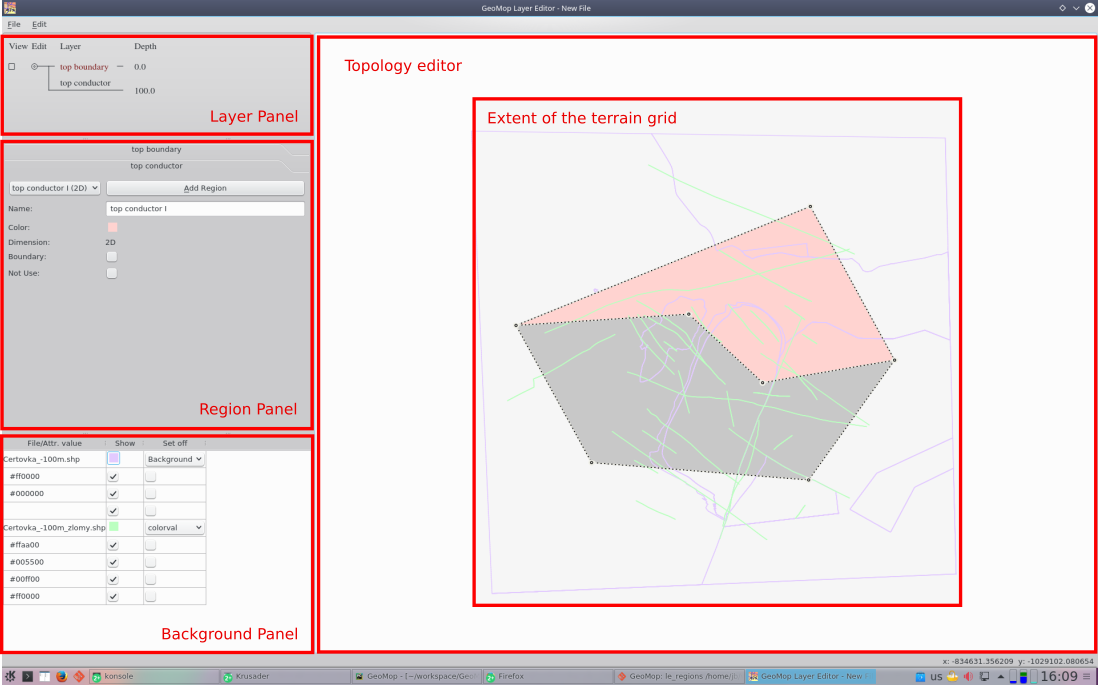 GeoMop Layer Editor - New File
File Edit
View Edit Layer Depth
top boundary 0.0
top conductor
100.0
Layer Panel
top boundary
top conductor
top conductor I (2D) Add Region
Name: top conductor I
Color:
Dimension: 2D
Boundary:
Not Use:
Region Panel
File/Attr. value Show Set off
Certovka_-100m.shp Background
#ff0000
#000000
Certovka_-100m_zlomy.shp colorval
#ffaa00
#005500
#00ff00
#ff0000
Background Panel
Topology editor
Extent of the terrain grid
x: -834631.356209 y: -1029102.080654
konsole Krusader GeoMop - [~/workspace/Geo Firefox GeoMop: le_regions /home/j GeoMop Layer Editor - New us 16:09